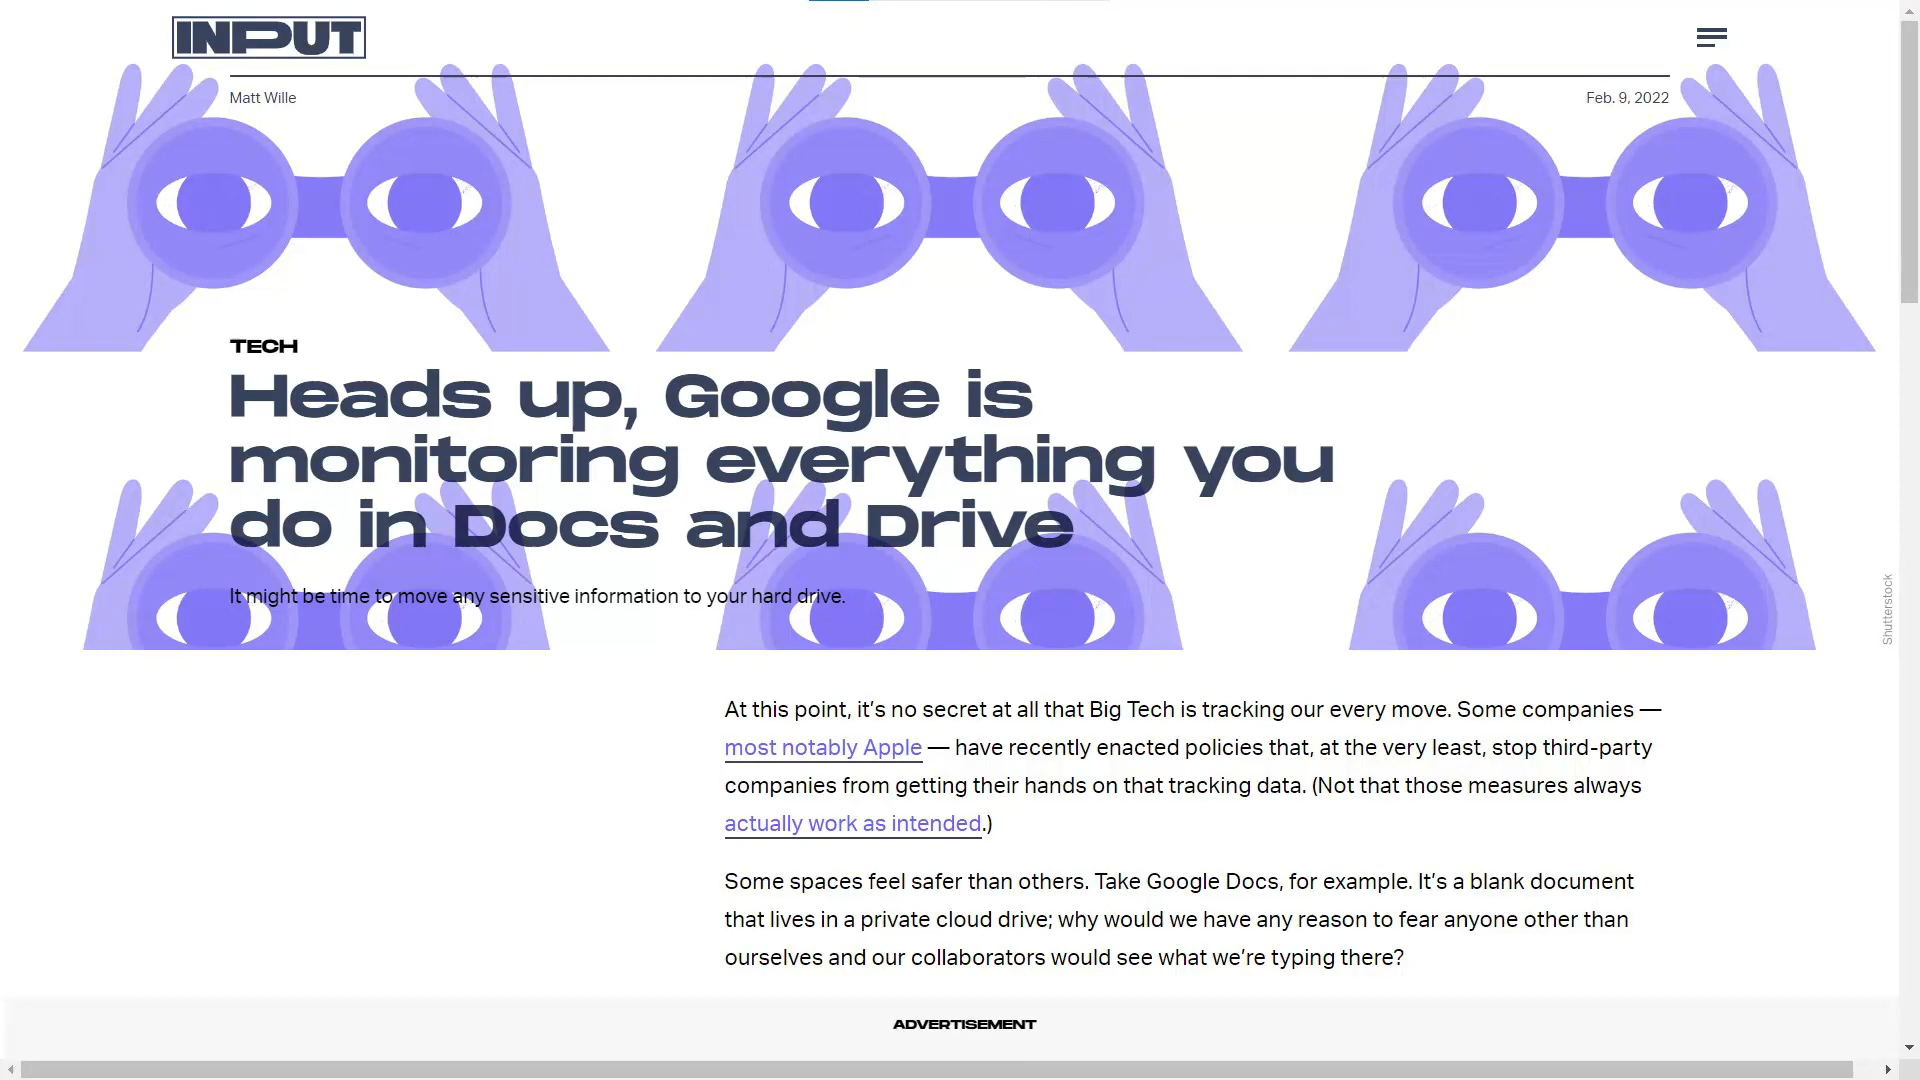 INPUT
Matt Wille
Feb. 9, 2022
TECH
Heads up, Google is
monitoring everything you
do in Docs and Drive
It might be time to move any sensitive information to your hard drive.
Shutterstock
At this point, it’s no secret at all that Big Tech is tracking our every move. Some companies —
most notably Apple — have recently enacted policies that, at the very least, stop third-party
companies from getting their hands on that tracking data. (Not that those measures always
actually work as intended.)
Some spaces feel safer than others. Take Google Docs, for example. It’s a blank document
that lives in a private cloud drive; why would we have any reason to fear anyone other than
ourselves and our collaborators would see what we’re typing there?
ADVERTISEMENT